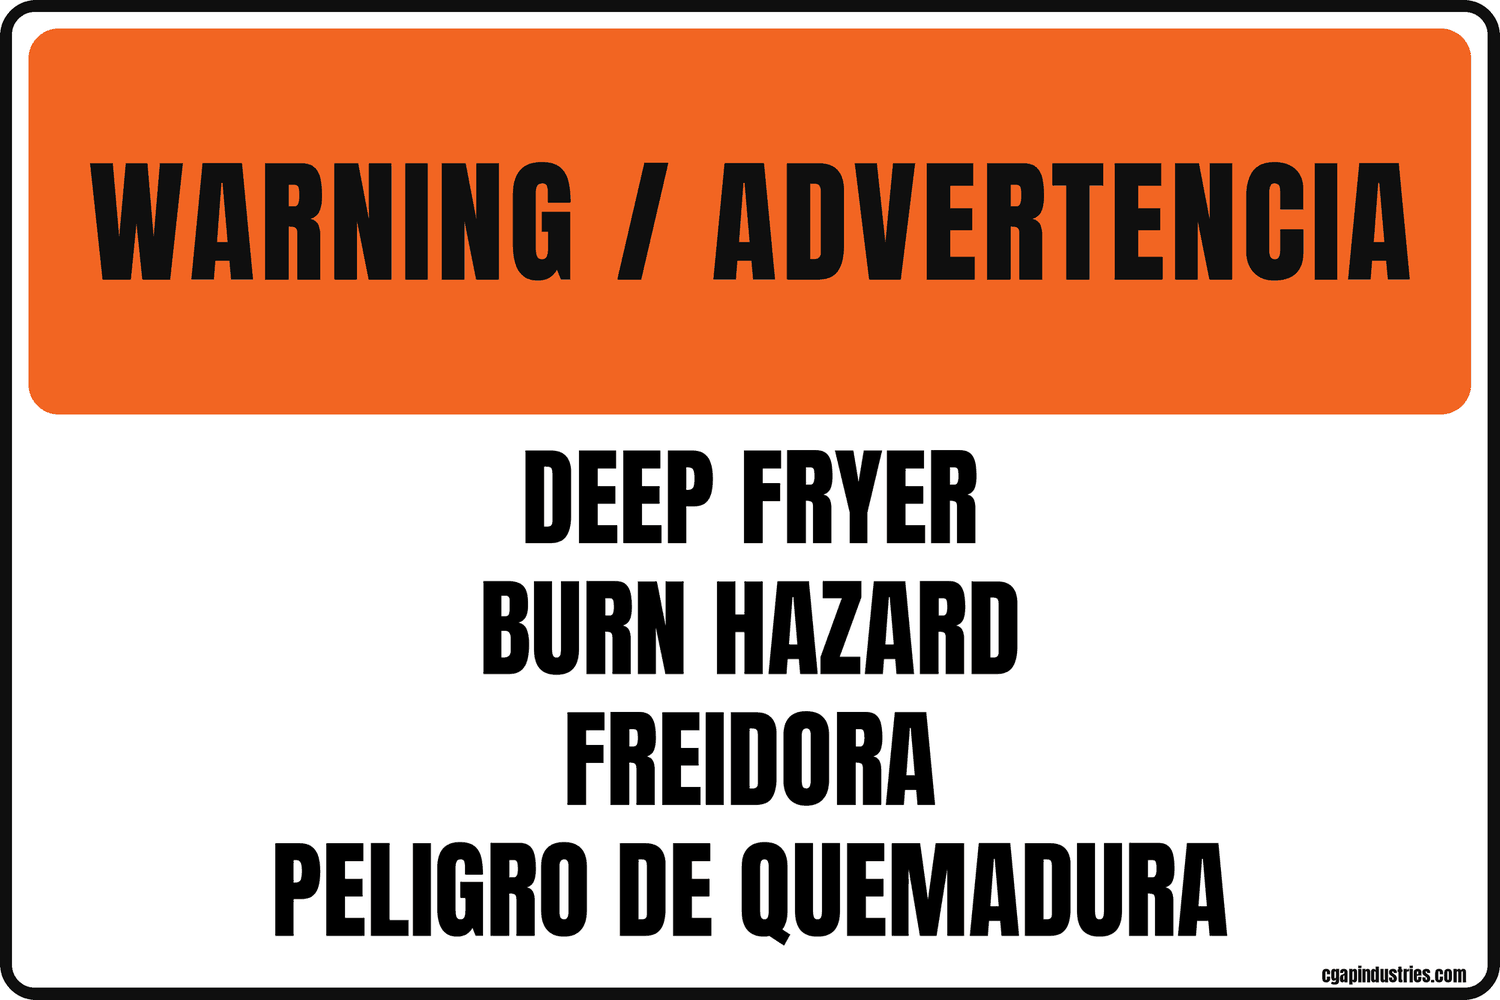 WARNING / ADVERTENCIA
DEEP FRYER
BURN HAZARD
FREIDORA
PELIGRO DE QUEMADURA
cgapindustries.com